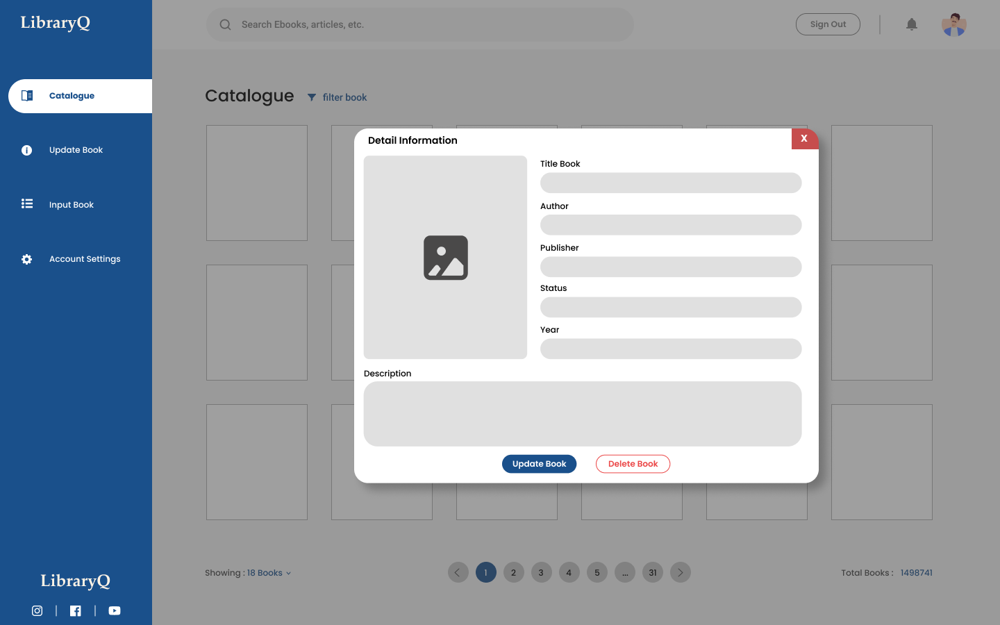 LibraryQ
Search Ebooks, articles, etc.
Sign Out
Catalogue
Update Book
Input Book
Account Settings
Catalogue
filter book
Detail Information
X
Title Book
Author
Publisher
Status
Year
Description
Update Book
Delete Book
Showing : 18 Books
1 2 3 4 5 ... 31
Total Books : 1498741
LibraryQ